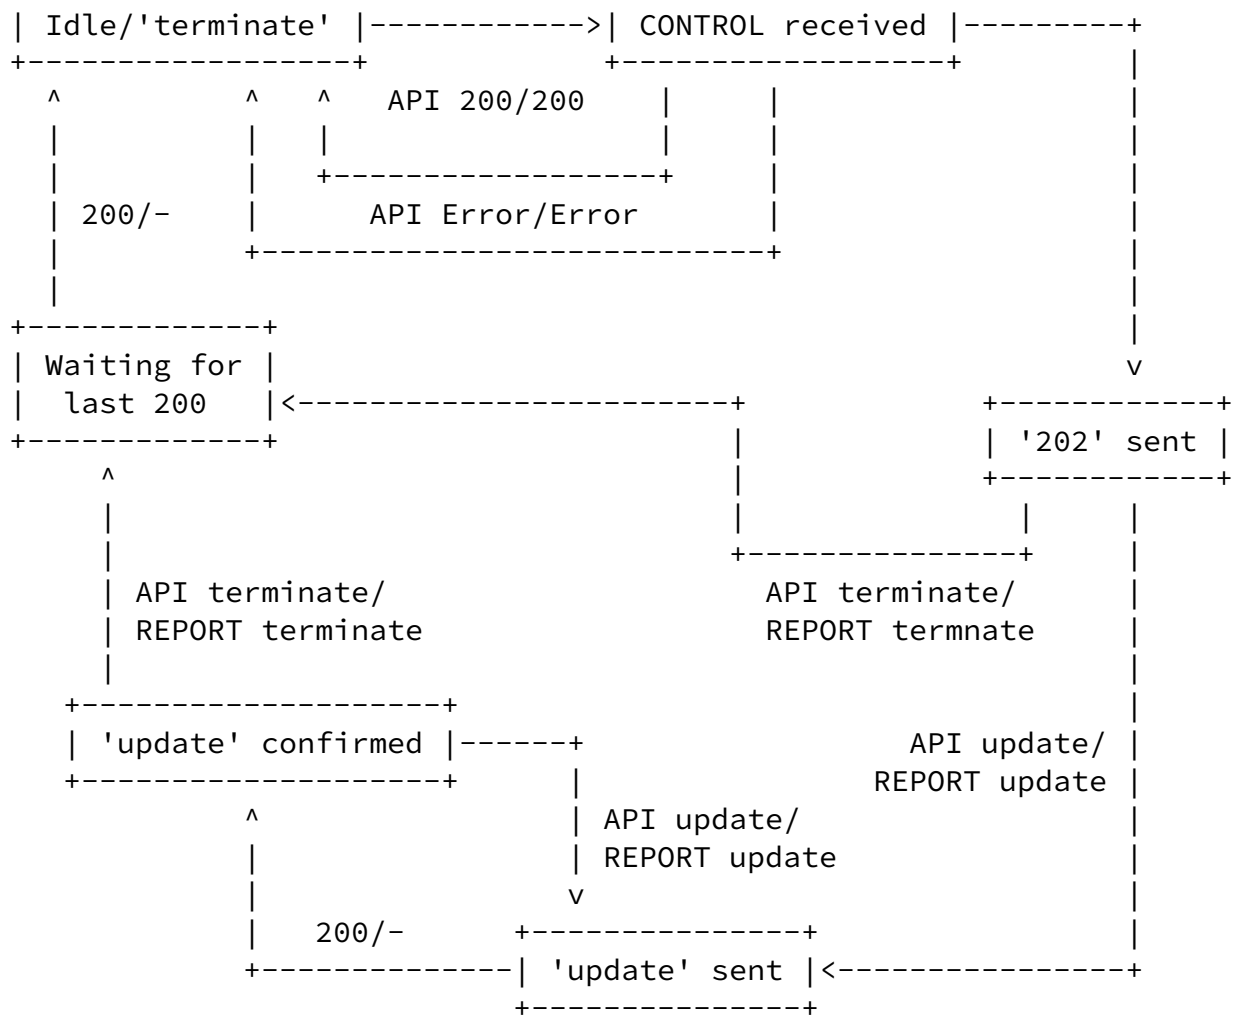 | Idle/'terminate' |------------>| CONTROL received |---------+
+------------------+             +------------------+         |
  ^          ^   ^   API 200/200    |     |                   |
  |          |   |                  |     |                   |
  |          |   +------------------+     |                   |
  | 200/-    |      API Error/Error       |                   |
  |          +----------------------------+                   |
  |                                                           |
+-------------+                                               |
| Waiting for |                                               v
|  last 200   |<------------------------+             +------------+
+-------------+                         |             | '202' sent |
     ^                                  |             +------------+
     |                                  |               |     |
     |                                  +---------------+     |
     | API terminate/                     API terminate/      |
     | REPORT terminate                   REPORT termnate     |
     |                                                        |
   +--------------------+                                     |
   | 'update' confirmed |------+                  API update/ |
   +--------------------+      |                REPORT update |
             ^                 | API update/                  |
             |                 | REPORT update                |
             |                 v                              |
             |   200/-      +---------------+                 |
             +--------------| 'update' sent |<----------------+
                            +---------------+